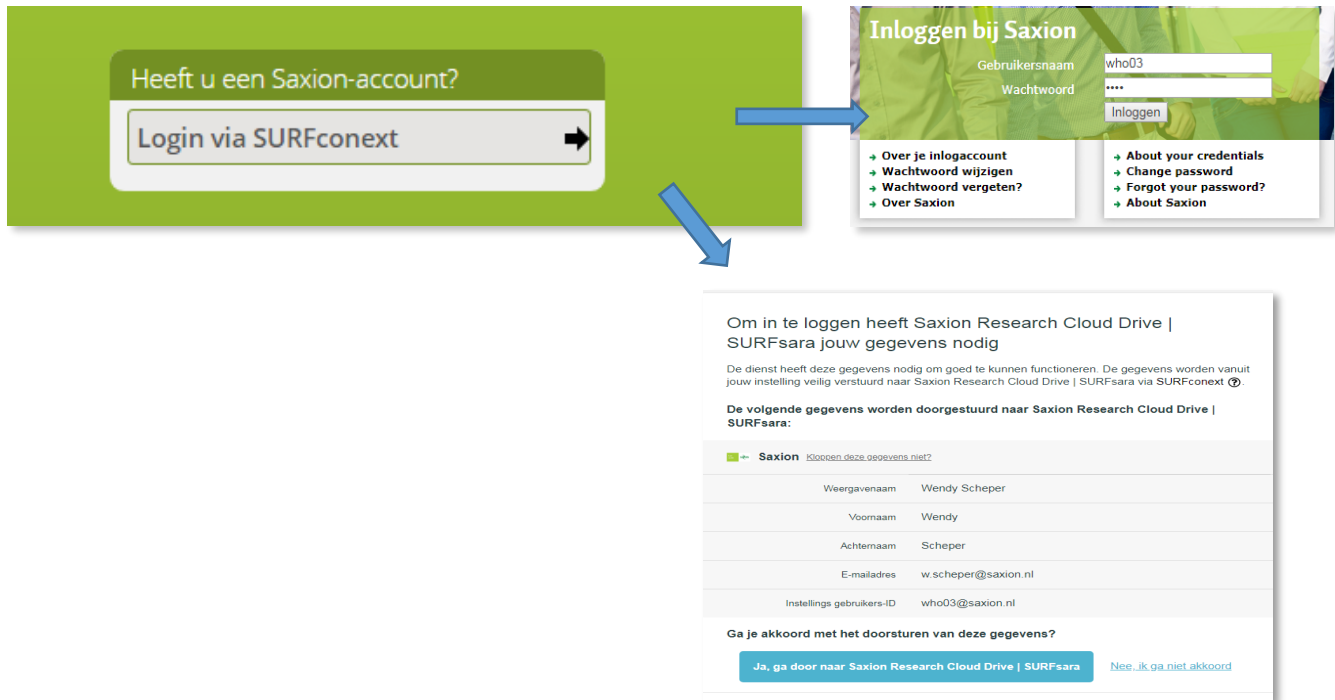 Heeft u een Saxion-account?
Login via SURFconext
Inloggen bij Saxion
Gebruikersnaam who03
Wachtwoord ••••
Inloggen
Over je inlogaccount
Wachtwoord wijzigen
Wachtwoord vergeten?
Over Saxion
About your credentials
Change password
Forgot your password?
About Saxion
Om in te loggen heeft Saxion Research Cloud Drive |
SURFsara jouw gegevens nodig
De dienst heeft deze gegevens nodig om goed te kunnen functioneren. De gegevens worden vanuit
jouw instelling veilig verstuurd naar Saxion Research Cloud Drive | SURFsara via SURFconext ?.
De volgende gegevens worden doorgestuurd naar Saxion Research Cloud Drive |
SURFsara:
Saxion Kloppen deze gegevens niet?
Weergavenaam Wendy Scheper
Voornaam Wendy
Achternaam Scheper
E-mailadres w.scheper@saxion.nl
Instellings gebruikers-ID who03@saxion.nl
Ga je akkoord met het doorsturen van deze gegevens?
Ja, ga door naar Saxion Research Cloud Drive | SURFsara Nee, ik ga niet akkoord